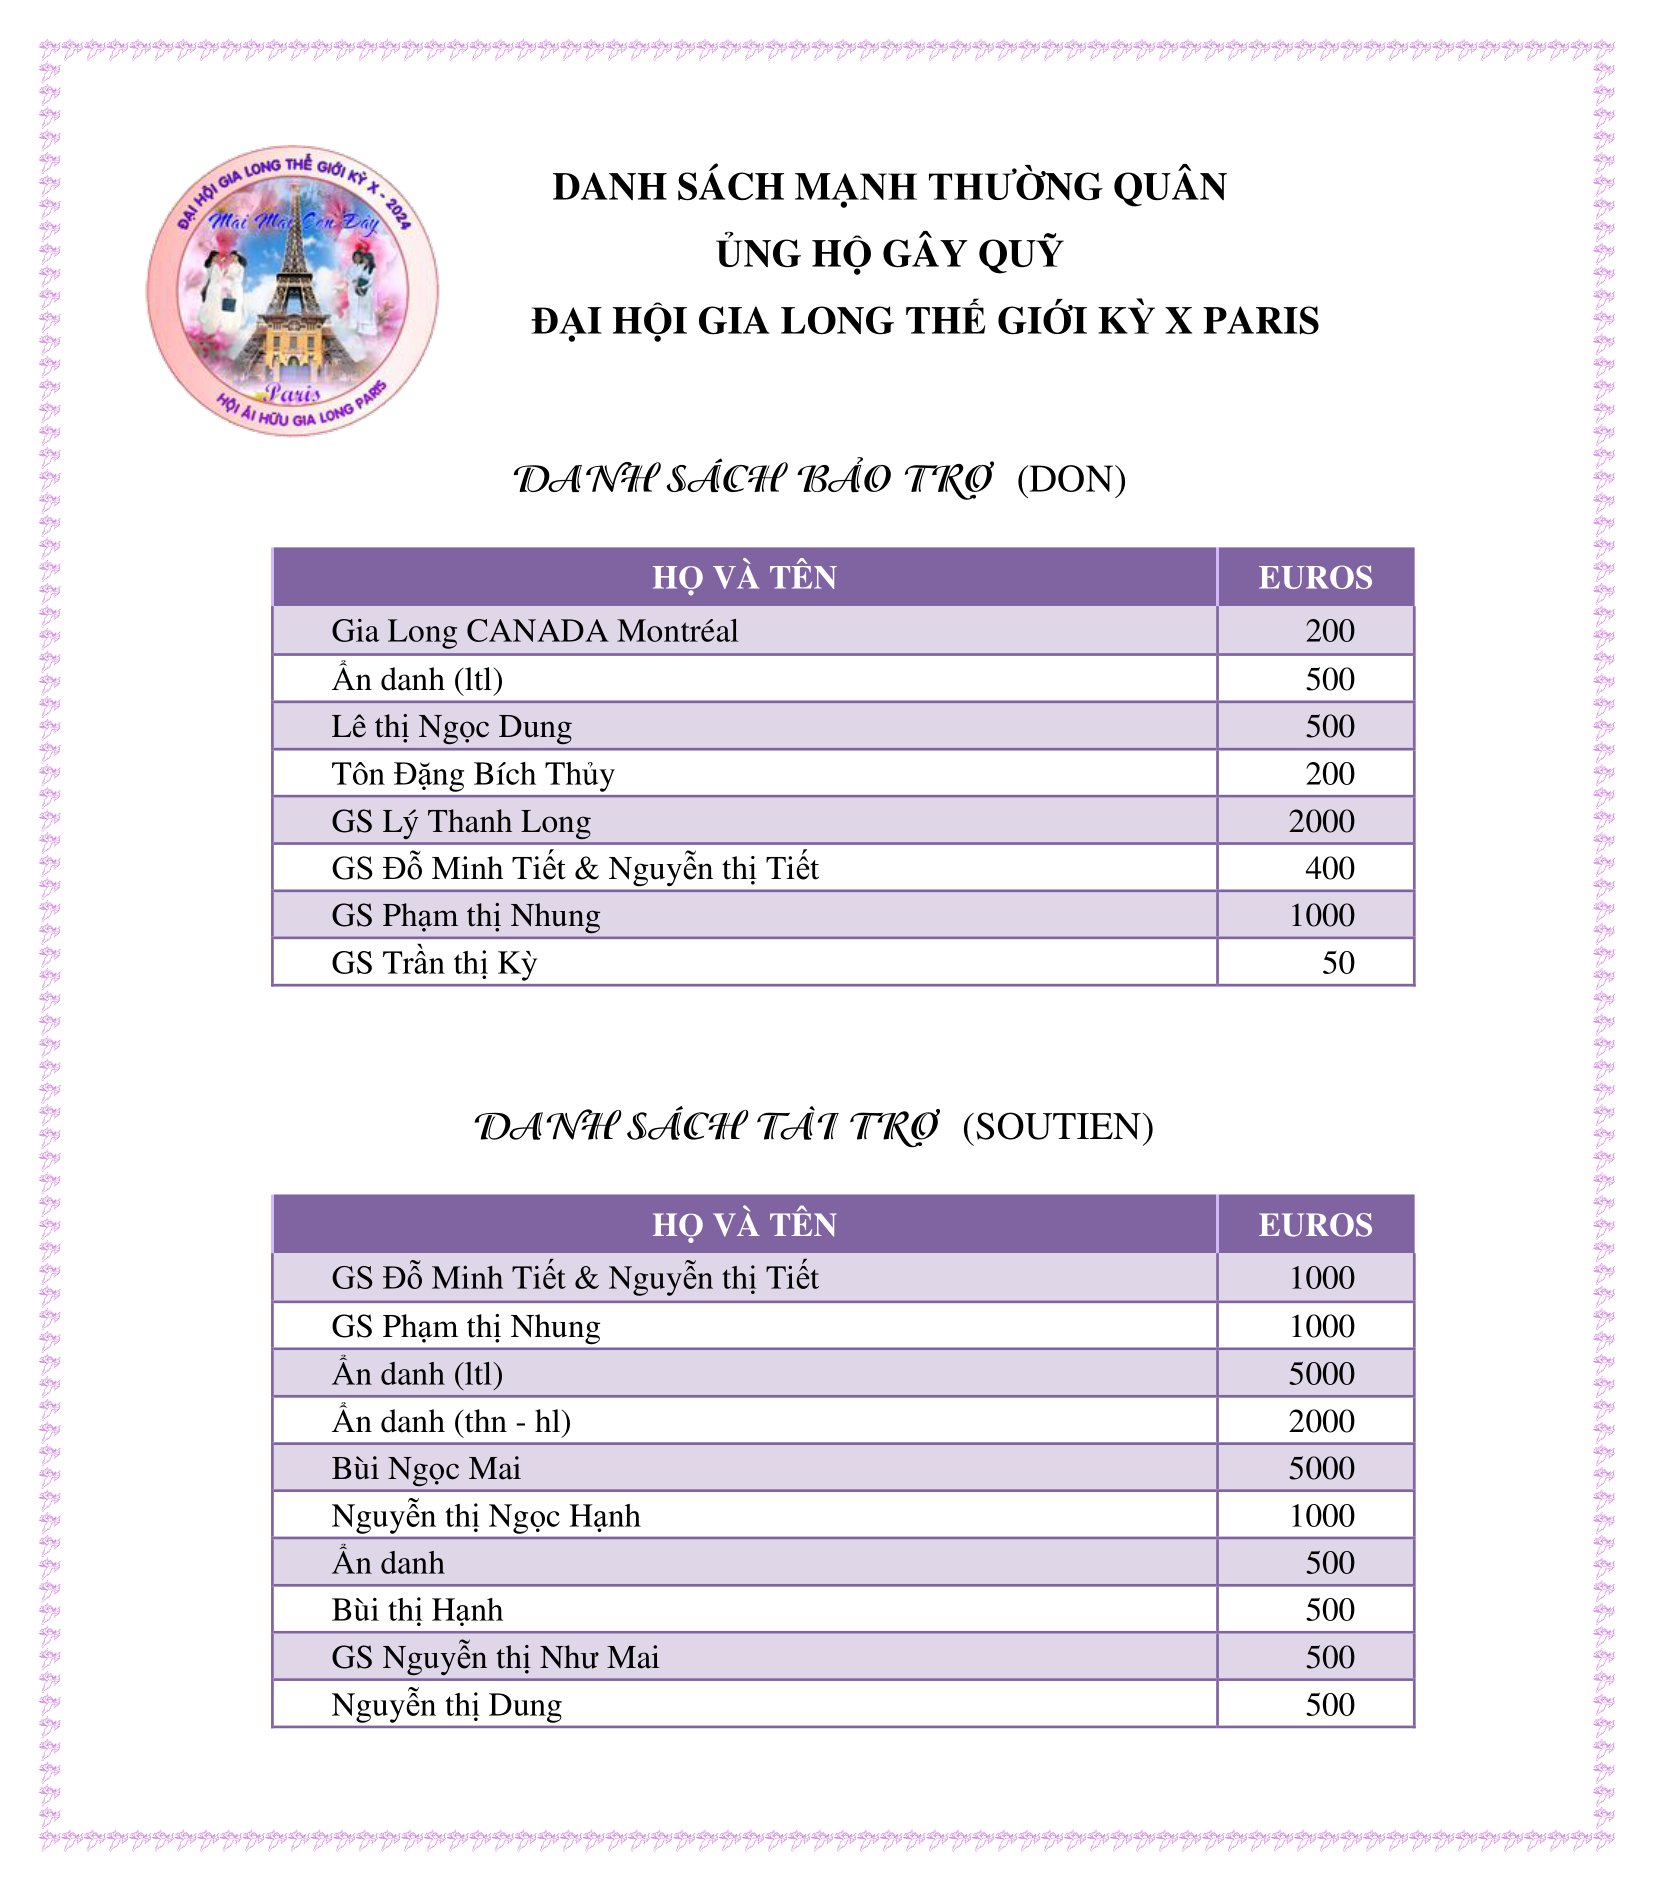 ĐẠI HỘI GIA LONG THẾ GIỚI KỲ X - 2024
Mãi Mãi Còn Đây
Paris
HỘI ÁI HỮU GIA LONG PARIS
DANH SÁCH MẠNH THƯỜNG QUÂN
ỦNG HỘ GÂY QUỸ
ĐẠI HỘI GIA LONG THẾ GIỚI KỲ X PARIS
DANH SÁCH BẢO TRỢ (DON)
HỌ VÀ TÊN EUROS
Gia Long CANADA Montréal 200
Ẩn danh (ltl) 500
Lê thị Ngọc Dung 500
Tôn Đặng Bích Thủy 200
GS Lý Thanh Long 2000
GS Đỗ Minh Tiết & Nguyễn thị Tiết 400
GS Phạm thị Nhung 1000
GS Trần thị Kỳ 50
DANH SÁCH TÀI TRỢ (SOUTIEN)
HỌ VÀ TÊN EUROS
GS Đỗ Minh Tiết & Nguyễn thị Tiết 1000
GS Phạm thị Nhung 1000
Ẩn danh (ltl) 5000
Ẩn danh (thn - hl) 2000
Bùi Ngọc Mai 5000
Nguyễn thị Ngọc Hạnh 1000
Ẩn danh 500
Bùi thị Hạnh 500
GS Nguyễn thị Như Mai 500
Nguyễn thị Dung 500